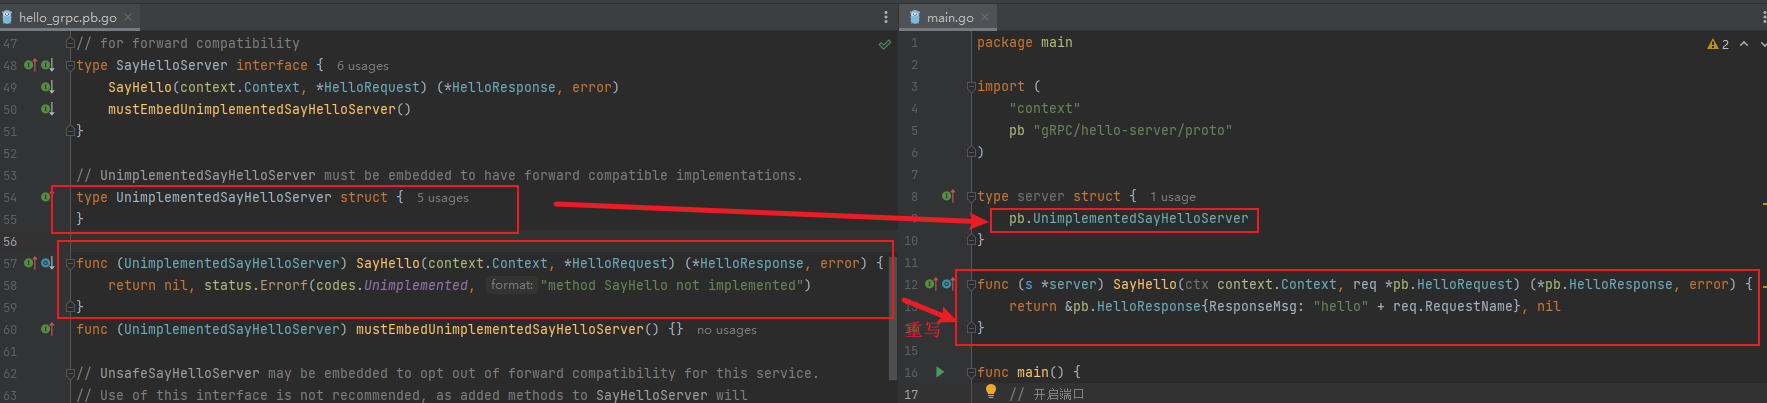 hello_grpc.pb.go
47 // for forward compatibility
48 type SayHelloServer interface { 6 usages
49 SayHello(context.Context, *HelloRequest) (*HelloResponse, error)
50 mustEmbedUnimplementedSayHelloServer()
51 }
52
53 // UnimplementedSayHelloServer must be embedded to have forward compatible implementations.
54 type UnimplementedSayHelloServer struct { 5 usages
55 }
56
57 func (UnimplementedSayHelloServer) SayHello(context.Context, *HelloRequest) (*HelloResponse, error) {
58 return nil, status.Errorf(codes.Unimplemented, format: "method SayHello not implemented")
59 }
60 func (UnimplementedSayHelloServer) mustEmbedUnimplementedSayHelloServer() {} no usages
61
62 // UnsafeSayHelloServer may be embedded to opt out of forward compatibility for this service.
63 // Use of this interface is not recommended, as added methods to SayHelloServer will
main.go
2
1 package main
2
3 import (
4 "context"
5 pb "gRPC/hello-server/proto"
6 )
7
8 type server struct { 1 usage
pb.UnimplementedSayHelloServer
10 }
11
12 func (s *server) SayHello(ctx context.Context, req *pb.HelloRequest) (*pb.HelloResponse, error) {
return &pb.HelloResponse{ResponseMsg: "hello" + req.RequestName}, nil
重写 }
15
16 func main() {
17 // 开启端口